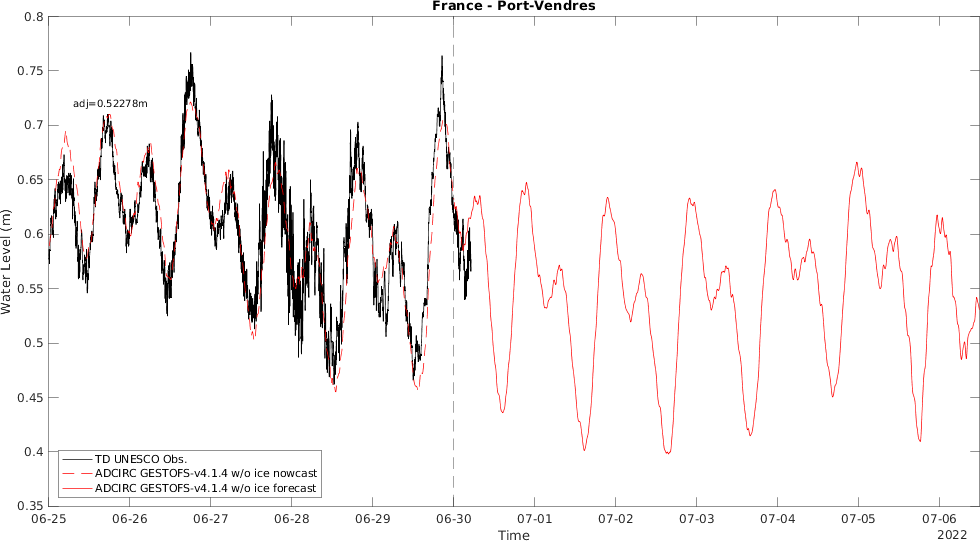 France - Port-Vendres
0.8
0.75
0.7
0.65
0.6
0.55
0.5
0.45
0.4
0.35
Water Level (m)
adj=0.52278m
TD UNESCO Obs.
ADCIRC GESTOFS-v4.1.4 w/o ice nowcast
ADCIRC GESTOFS-v4.1.4 w/o ice forecast
06-25 06-26 06-27 06-28 06-29 06-30 07-01 07-02 07-03 07-04 07-05 07-06
Time
2022